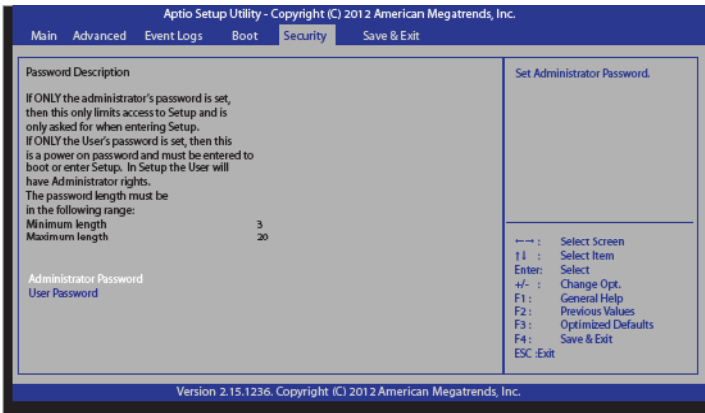 Aptio Setup Utility - Copyright (C) 2012 American Megatrends, Inc.
Main Advanced Event Logs Boot Security Save & Exit
Password Description
If ONLY the administrator's password is set,
then this only limits access to Setup and is
only asked for when entering Setup.
If ONLY the User's password is set, then this
is a power on password and must be entered to
boot or enter Setup. In Setup the User will
have Administrator rights.
The password length must be
in the following range:
Minimum length 3
Maximum length 20
Administrator Password
User Password
Set Administrator Password.
←→ : Select Screen
↑↓ : Select Item
Enter: Select
+/- : Change Opt.
F1 : General Help
F2 : Previous Values
F3 : Optimized Defaults
F4 : Save & Exit
ESC :Exit
Version 2.15.1236. Copyright (C) 2012 American Megatrends, Inc.